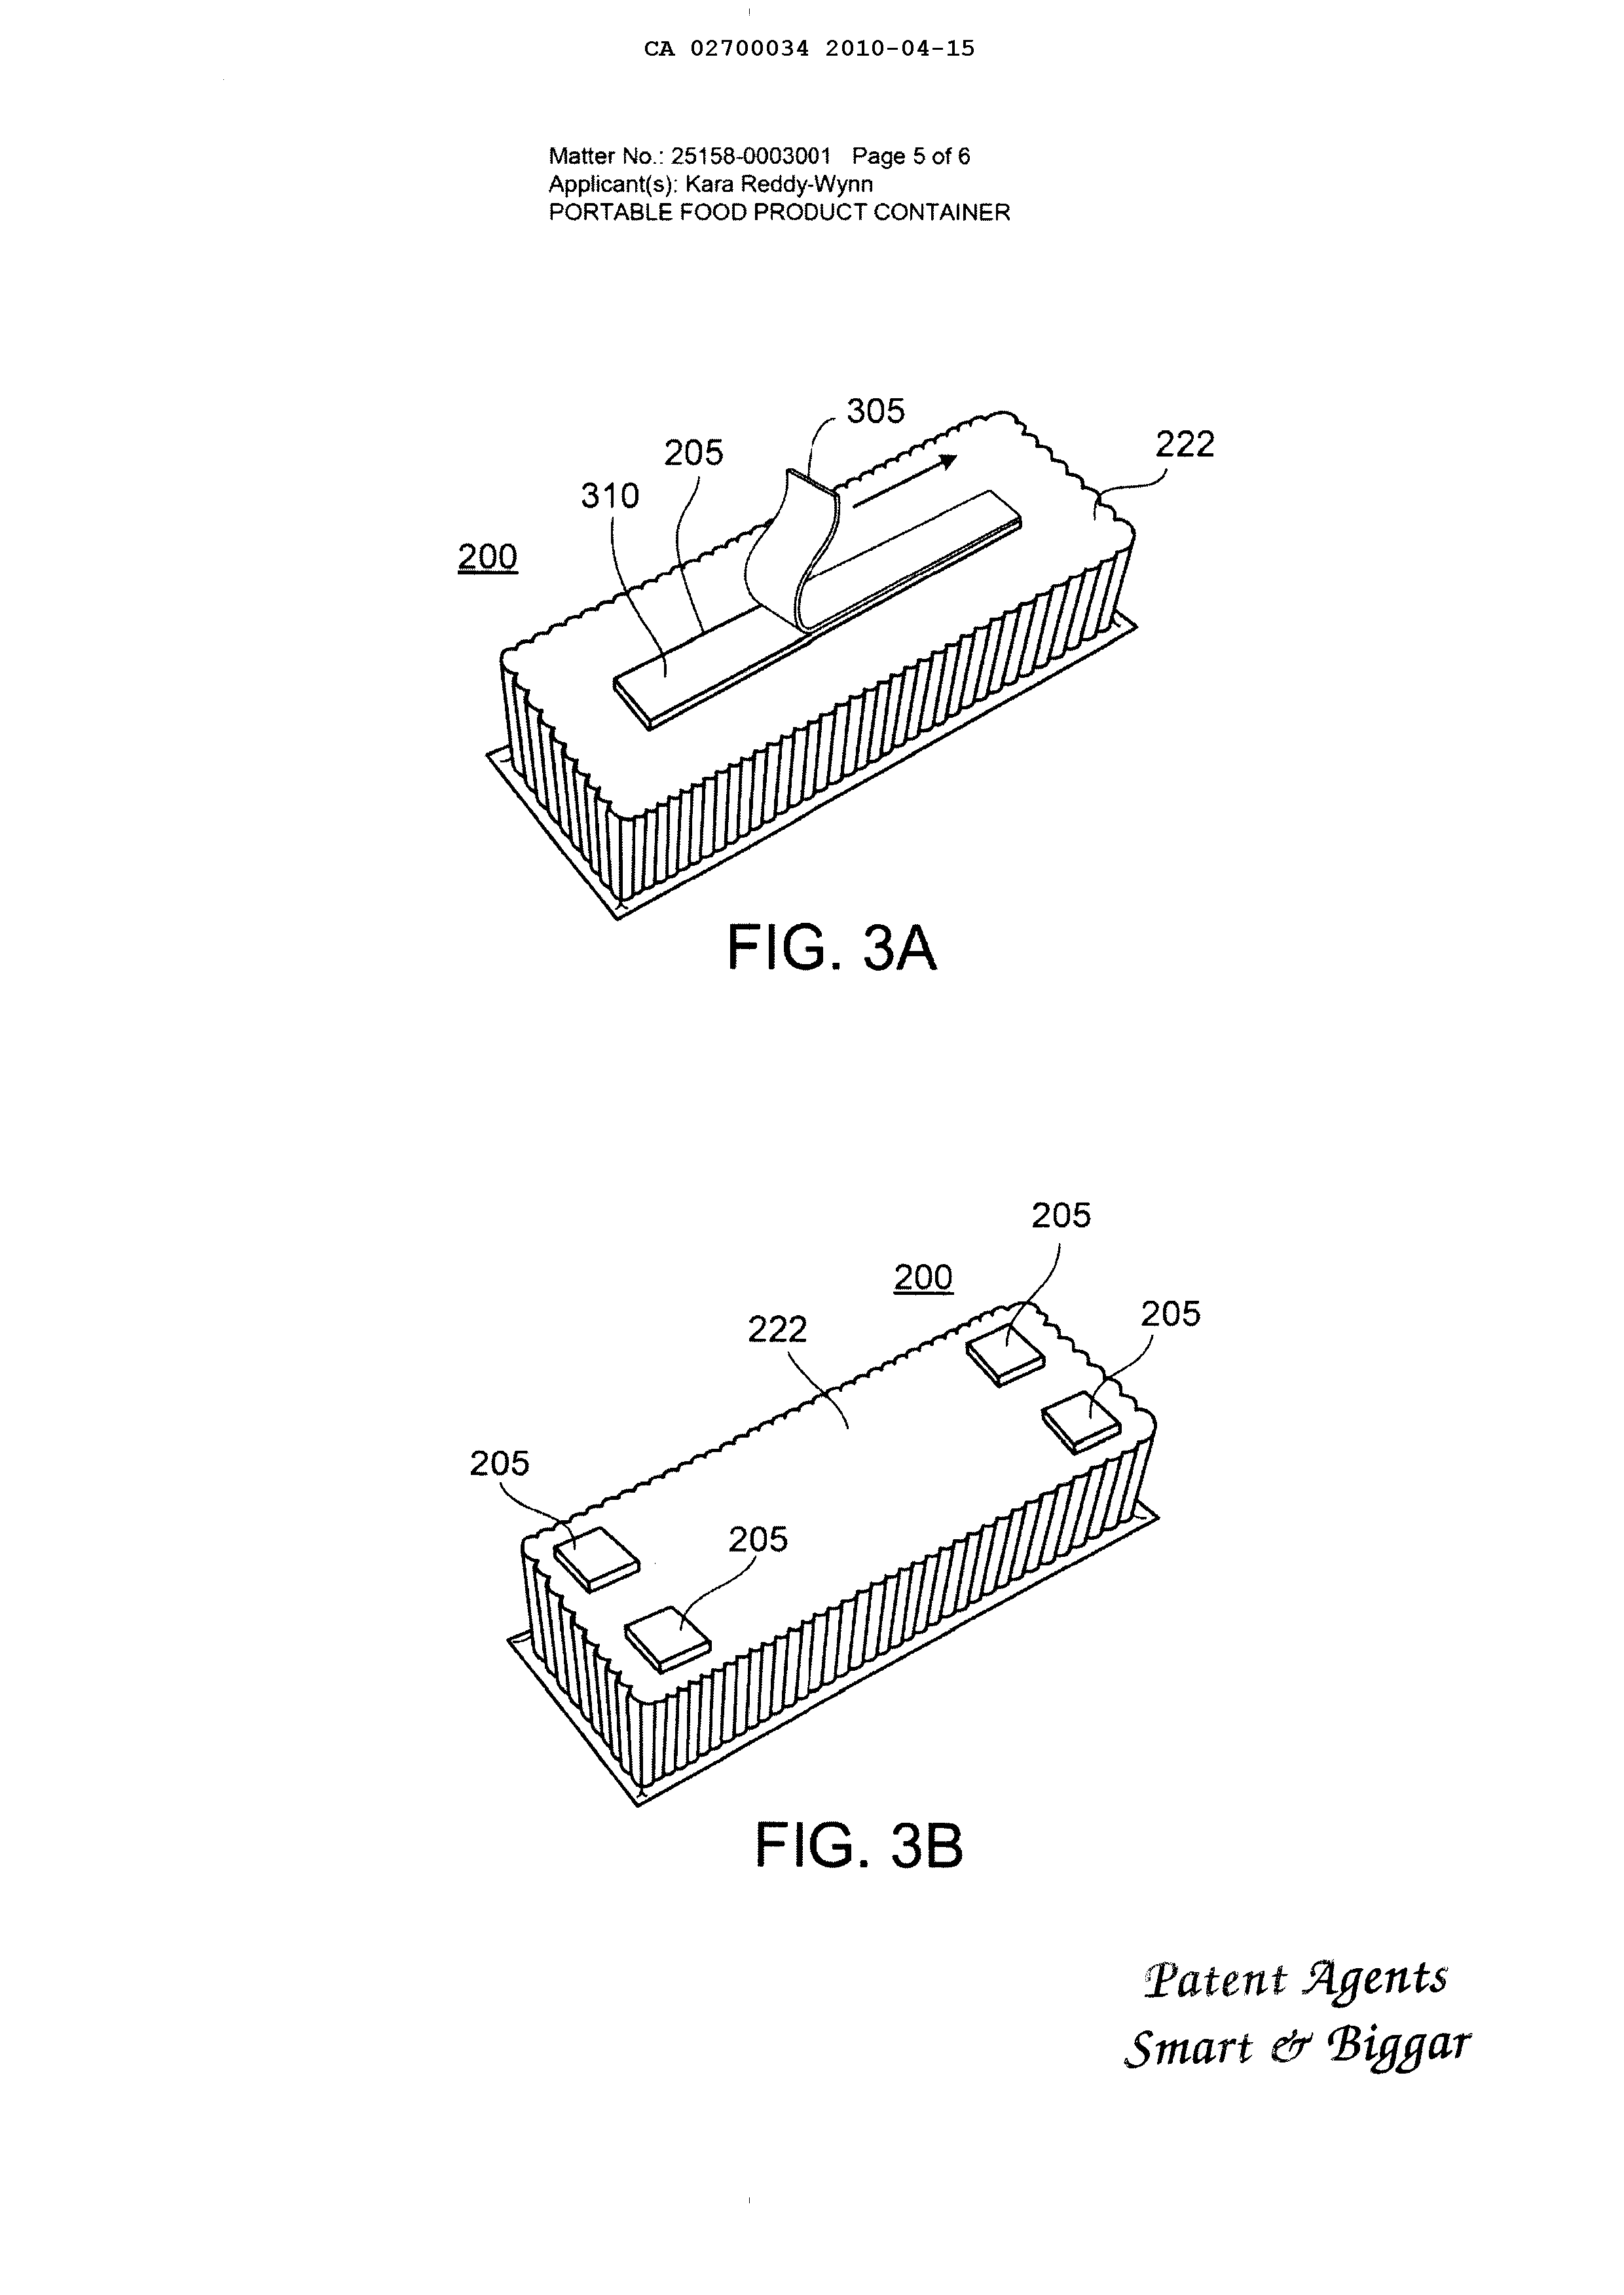 CA 02700034 2010-04-15
Matter No.: 25158-0003001 Page 5 of 6
Applicant(s): Kara Reddy-Wynn
PORTABLE FOOD PRODUCT CONTAINER
305
205
222
310
200
FIG. 3A
205
200
205
222
205
205
FIG. 3B
Patent Agents
Smart & Biggar